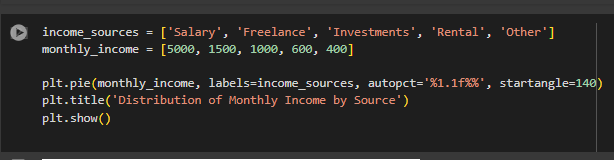 income_sources = ['Salary', 'Freelance', 'Investments', 'Rental', 'Other']
monthly_income = [5000, 1500, 1000, 600, 400]
plt.pie(monthly_income, labels=income_sources, autopct='%1.1f%%', startangle=140)
plt.title('Distribution of Monthly Income by Source')
plt.show()